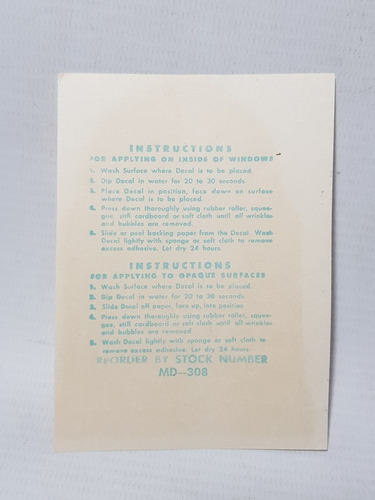 INSTRUCTIONS
FOR APPLYING ON INSIDE OF WINDOWS
1. Wash Surface where Decal is to be placed.
2. Dip Decal in water for 20 to 30 seconds.
3. Place Decal in position, face down on surface
where Decal is to be placed.
4. Press down thoroughly using rubber roller, squee-
gee, stiff cardboard or soft cloth until all wrinkles
and bubbles are removed.
5. Slide or peel backing paper from the Decal. Wash
Decal lightly with sponge or soft cloth to remove
excess adhesive. Let dry 24 hours.
INSTRUCTIONS
FOR APPLYING TO OPAQUE SURFACES
1. Wash Surface where Decal is to be placed.
2. Dip Decal in water for 20 to 30 seconds.
3. Slide Decal off paper, face up, into position
4. Press down thoroughly using rubber roller, squee-
gee, stiff cardboard or soft cloth until all wrinkles
and bubbles are removed.
5. Wash Decal lightly with sponge or soft cloth to
remove excess adhesive. Let dry 24 hours.
REORDER BY STOCK NUMBER
MD-308